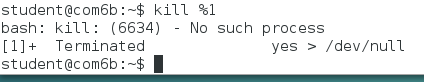 student@com6b:~$ kill %1
bash: kill: (6634) - No such process
[1]+  Terminated              yes > /dev/null
student@com6b:~$